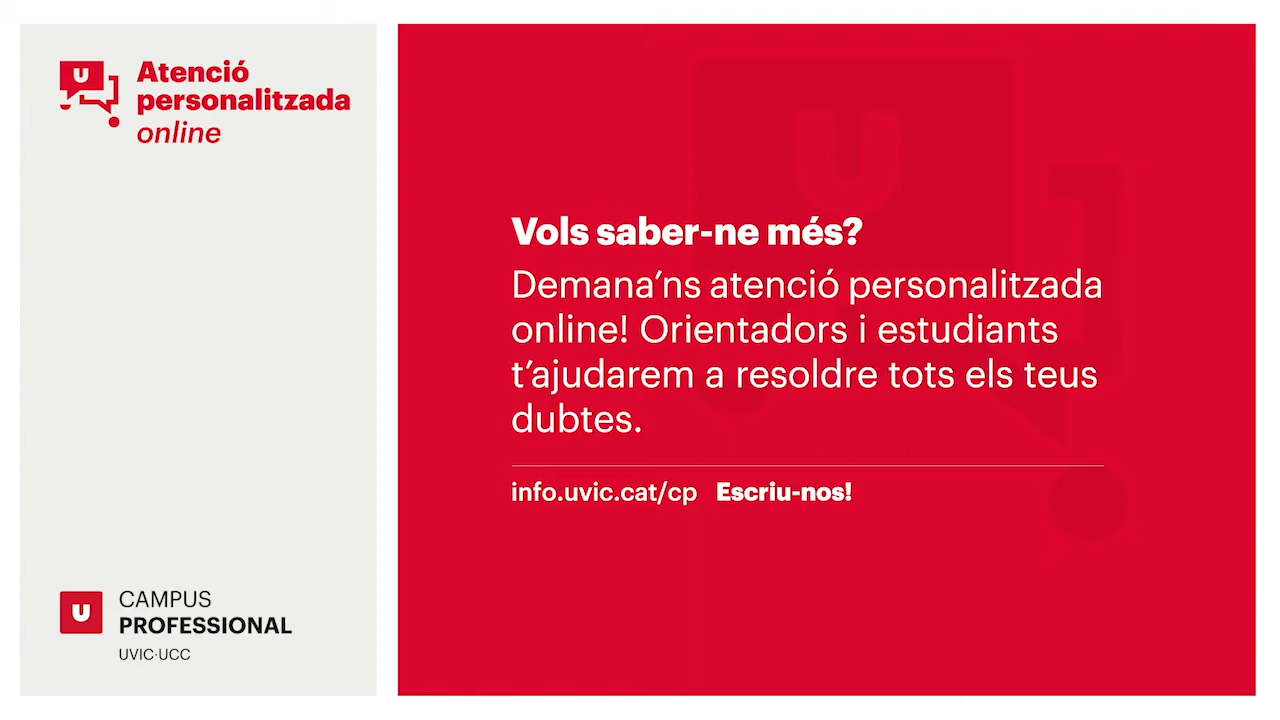 U
Atenció
personalitzada
online
Vols saber-ne més?
Demana’ns atenció personalitzada
online! Orientadors i estudiants
t’ajudarem a resoldre tots els teus
dubtes.
info.uvic.cat/cp Escriu-nos!
U
CAMPUS
PROFESSIONAL
UVIC·UCC